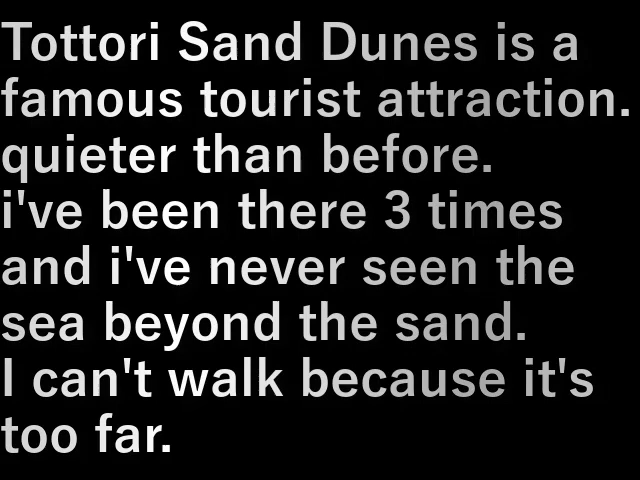 Tottori Sand Dunes is a
famous tourist attraction.
quieter than before.
i've been there 3 times
and i've never seen the
sea beyond the sand.
I can't walk because it's
too far.